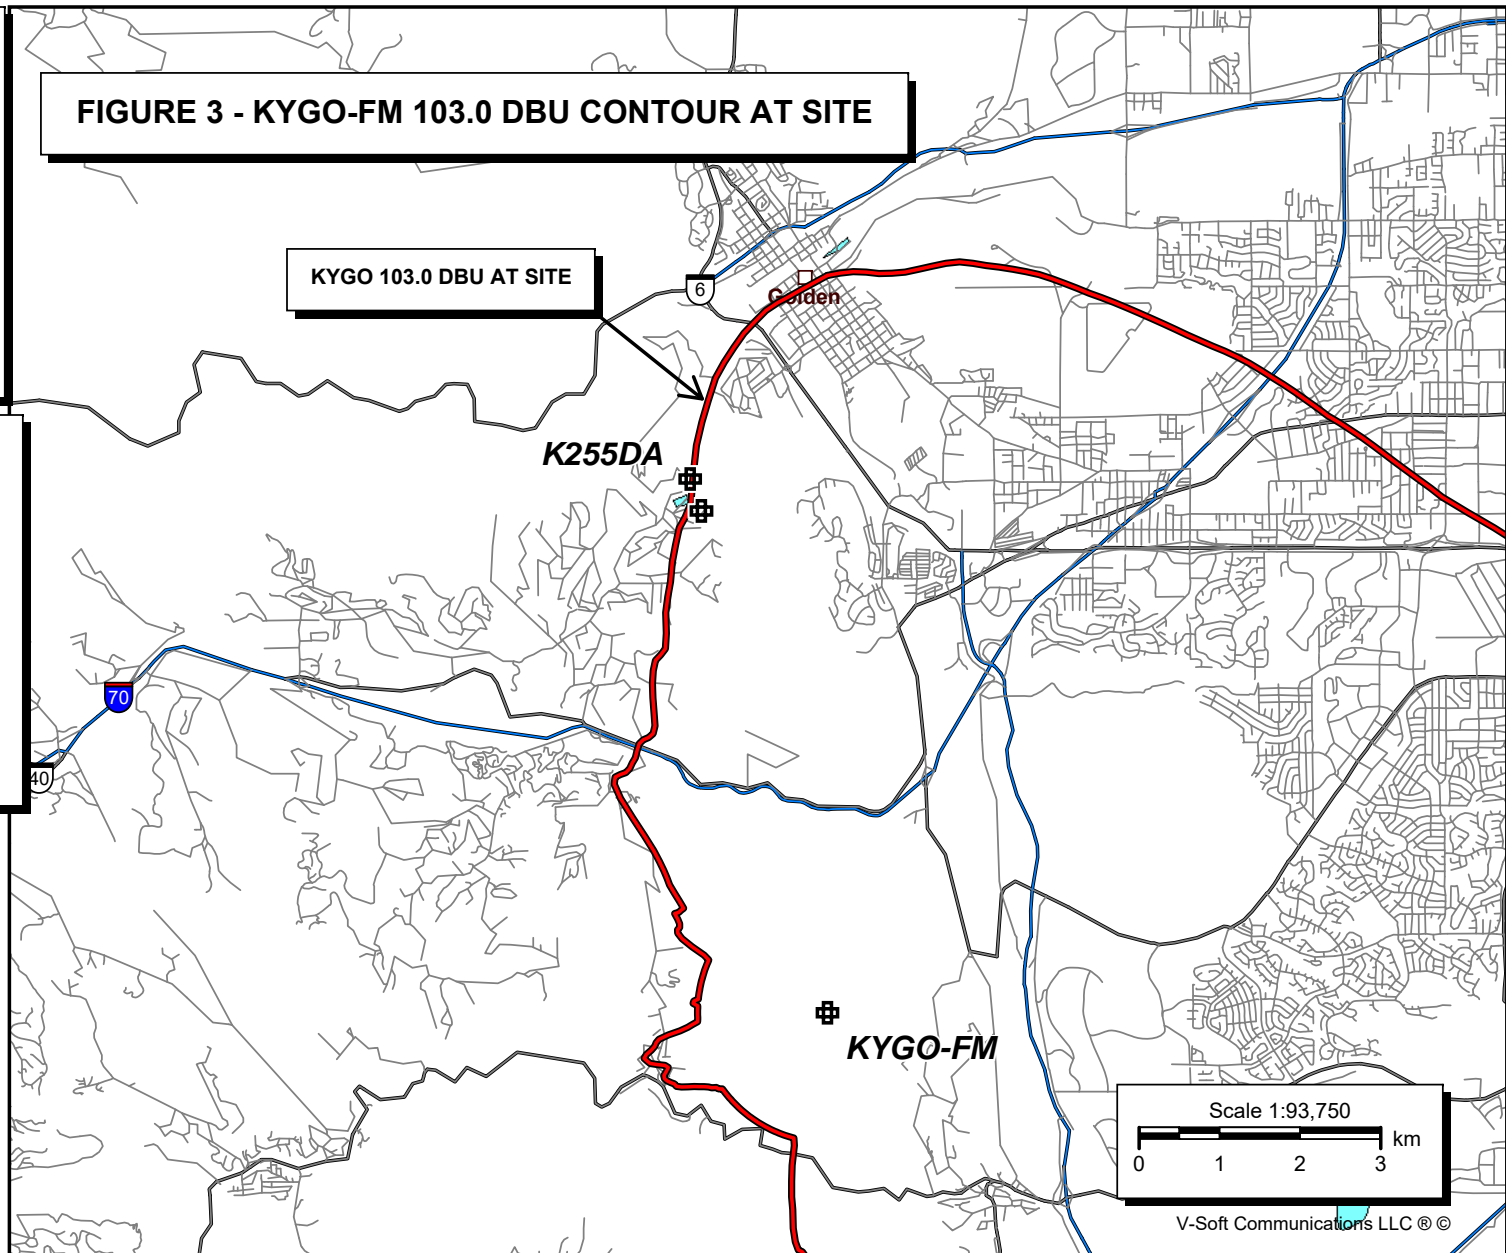 FIGURE 3 - KYGO-FM 103.0 DBU CONTOUR AT SITE
KYGO 103.0 DBU AT SITE
6
Golden
K255DA
70
40
KYGO-FM
Scale 1:93,750
km
0 1 2 3
V-Soft Communications LLC ® ©